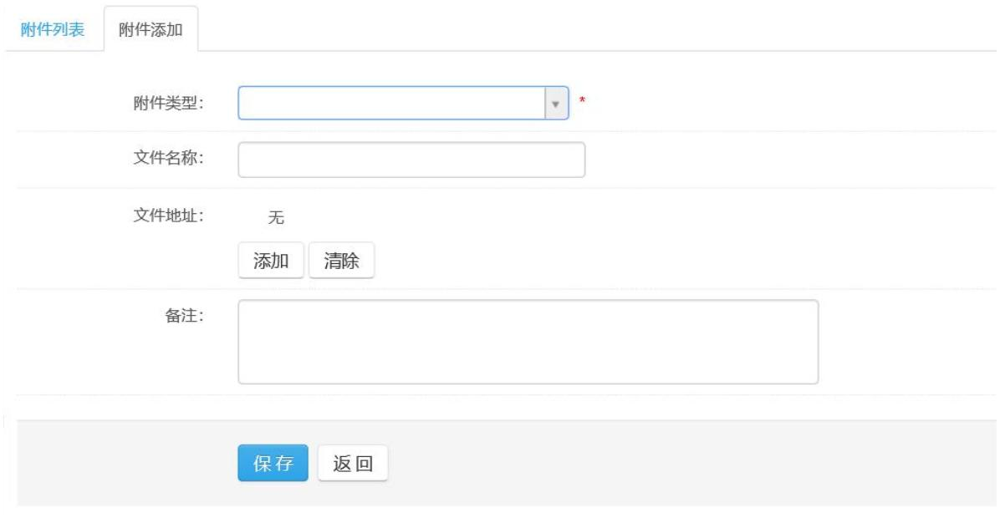 附件列表 附件添加
附件类型： *
文件名称：
文件地址： 无
添加 清除
备注：
保存 返回